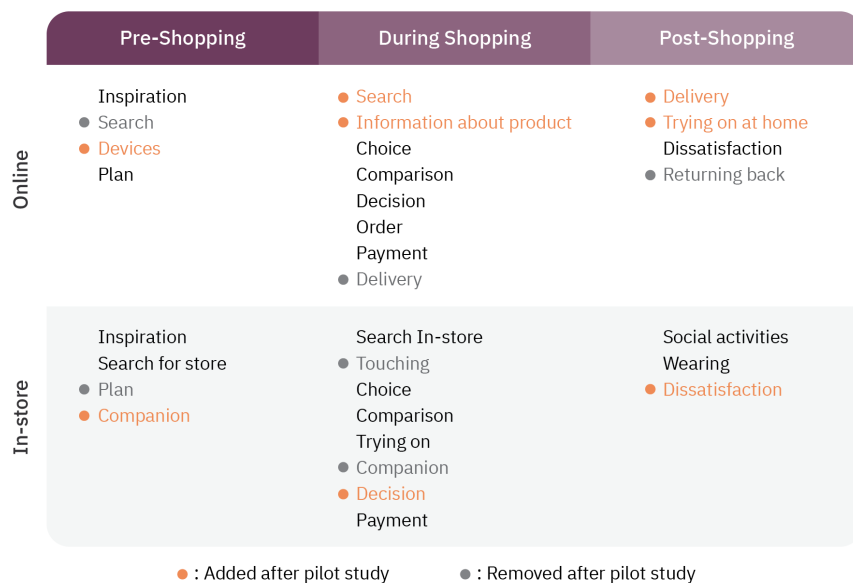 Pre-Shopping
During Shopping
Post-Shopping
Online
Inspiration
Search
Devices
Plan
Search
Information about product
Choice
Comparison
Decision
Order
Payment
Delivery
Delivery
Trying on at home
Dissatisfaction
Returning back
In-store
Inspiration
Search for store
Plan
Companion
Search In-store
Touching
Choice
Comparison
Trying on
Companion
Decision
Payment
Social activities
Wearing
Dissatisfaction
: Added after pilot study
: Removed after pilot study